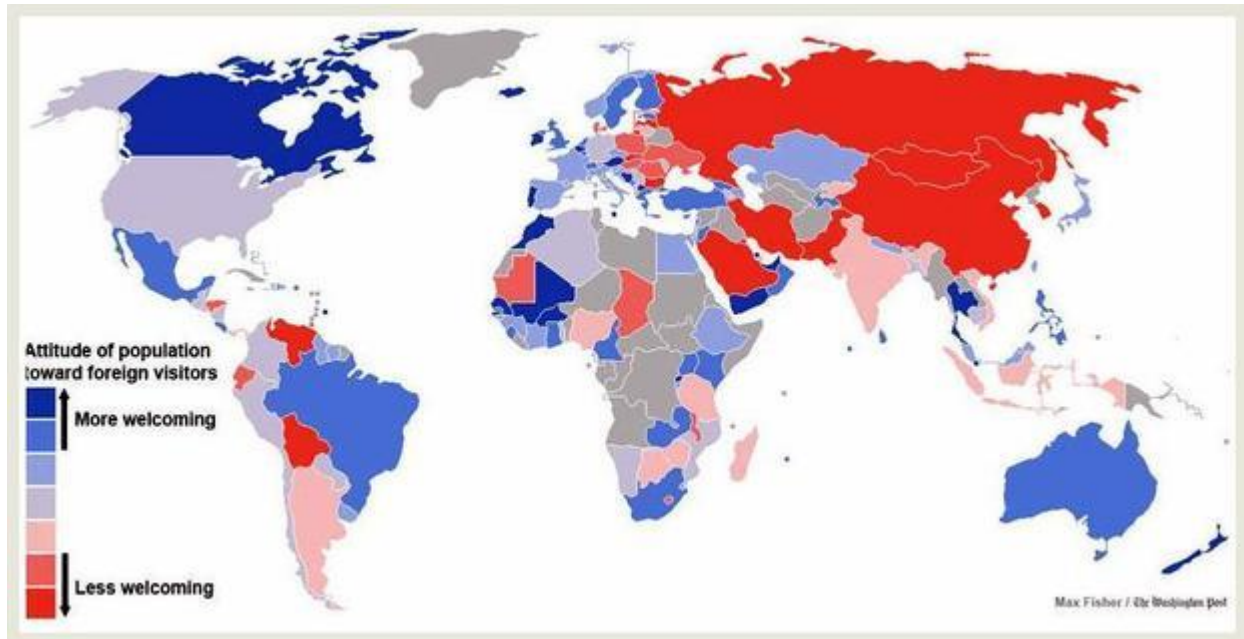 Attitude of population
toward foreign visitors
More welcoming
Less welcoming
Max Fisher / The Washington Post